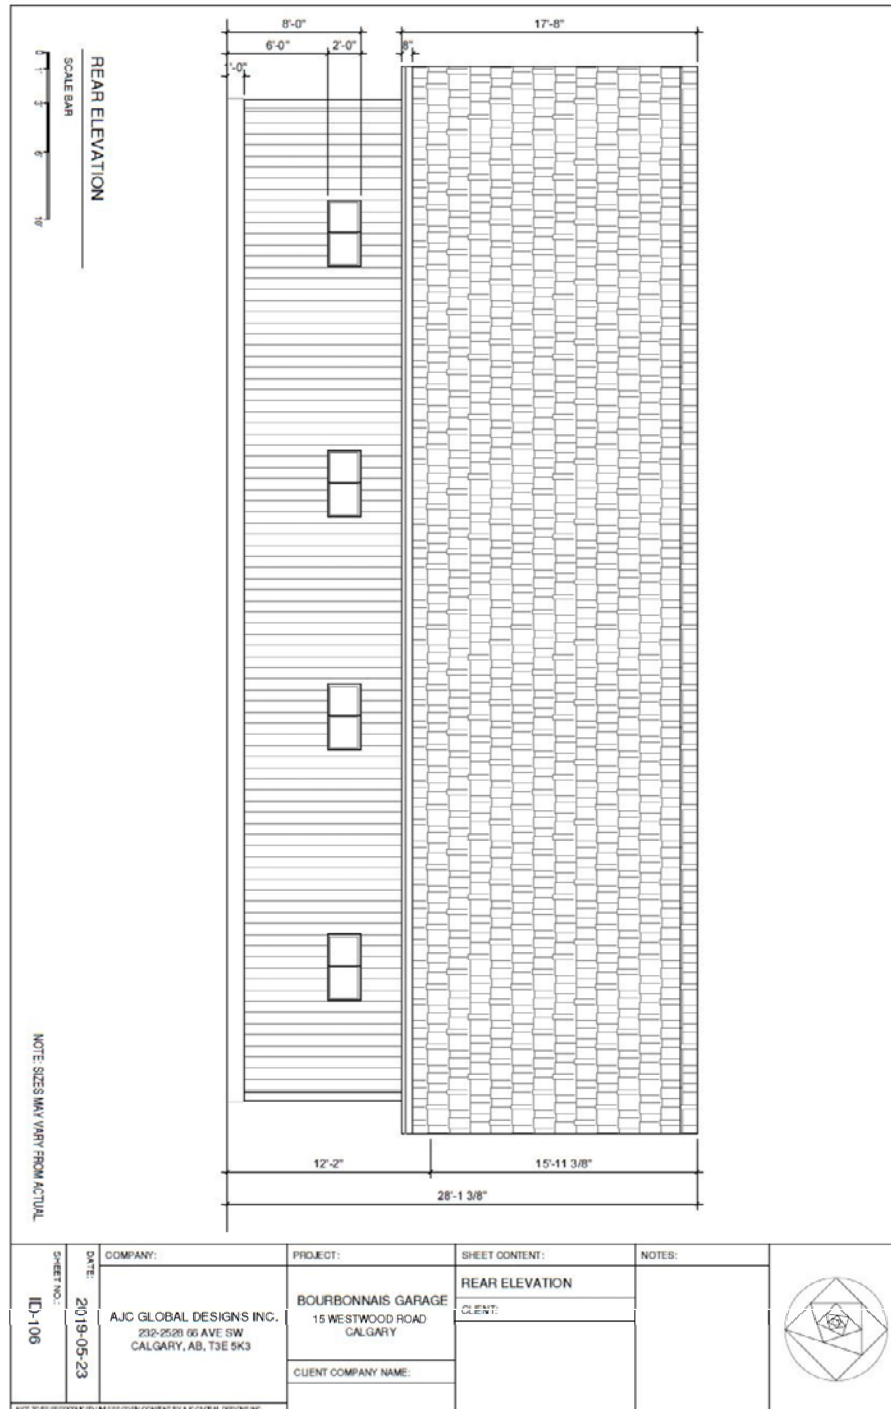 8'-0"
17'-8"
6'-0"
2'-0"
8"
1'-0"
REAR ELEVATION
SCALE BAR
0
1'
3'
6'
10'
NOTE: SIZES MAY VARY FROM ACTUAL
12'-2"
15'-11 3/8"
28'-1 3/8"
SHEET NO.:
ID-106
DATE:
2019-05-23
COMPANY:
AJC GLOBAL DESIGNS INC.
232-2528 66 AVE SW
CALGARY, AB, T3E 5K3
PROJECT:
BOURBONNAIS GARAGE
15 WESTWOOD ROAD
CALGARY
CLIENT COMPANY NAME:
SHEET CONTENT:
REAR ELEVATION
CLIENT:
NOTES: